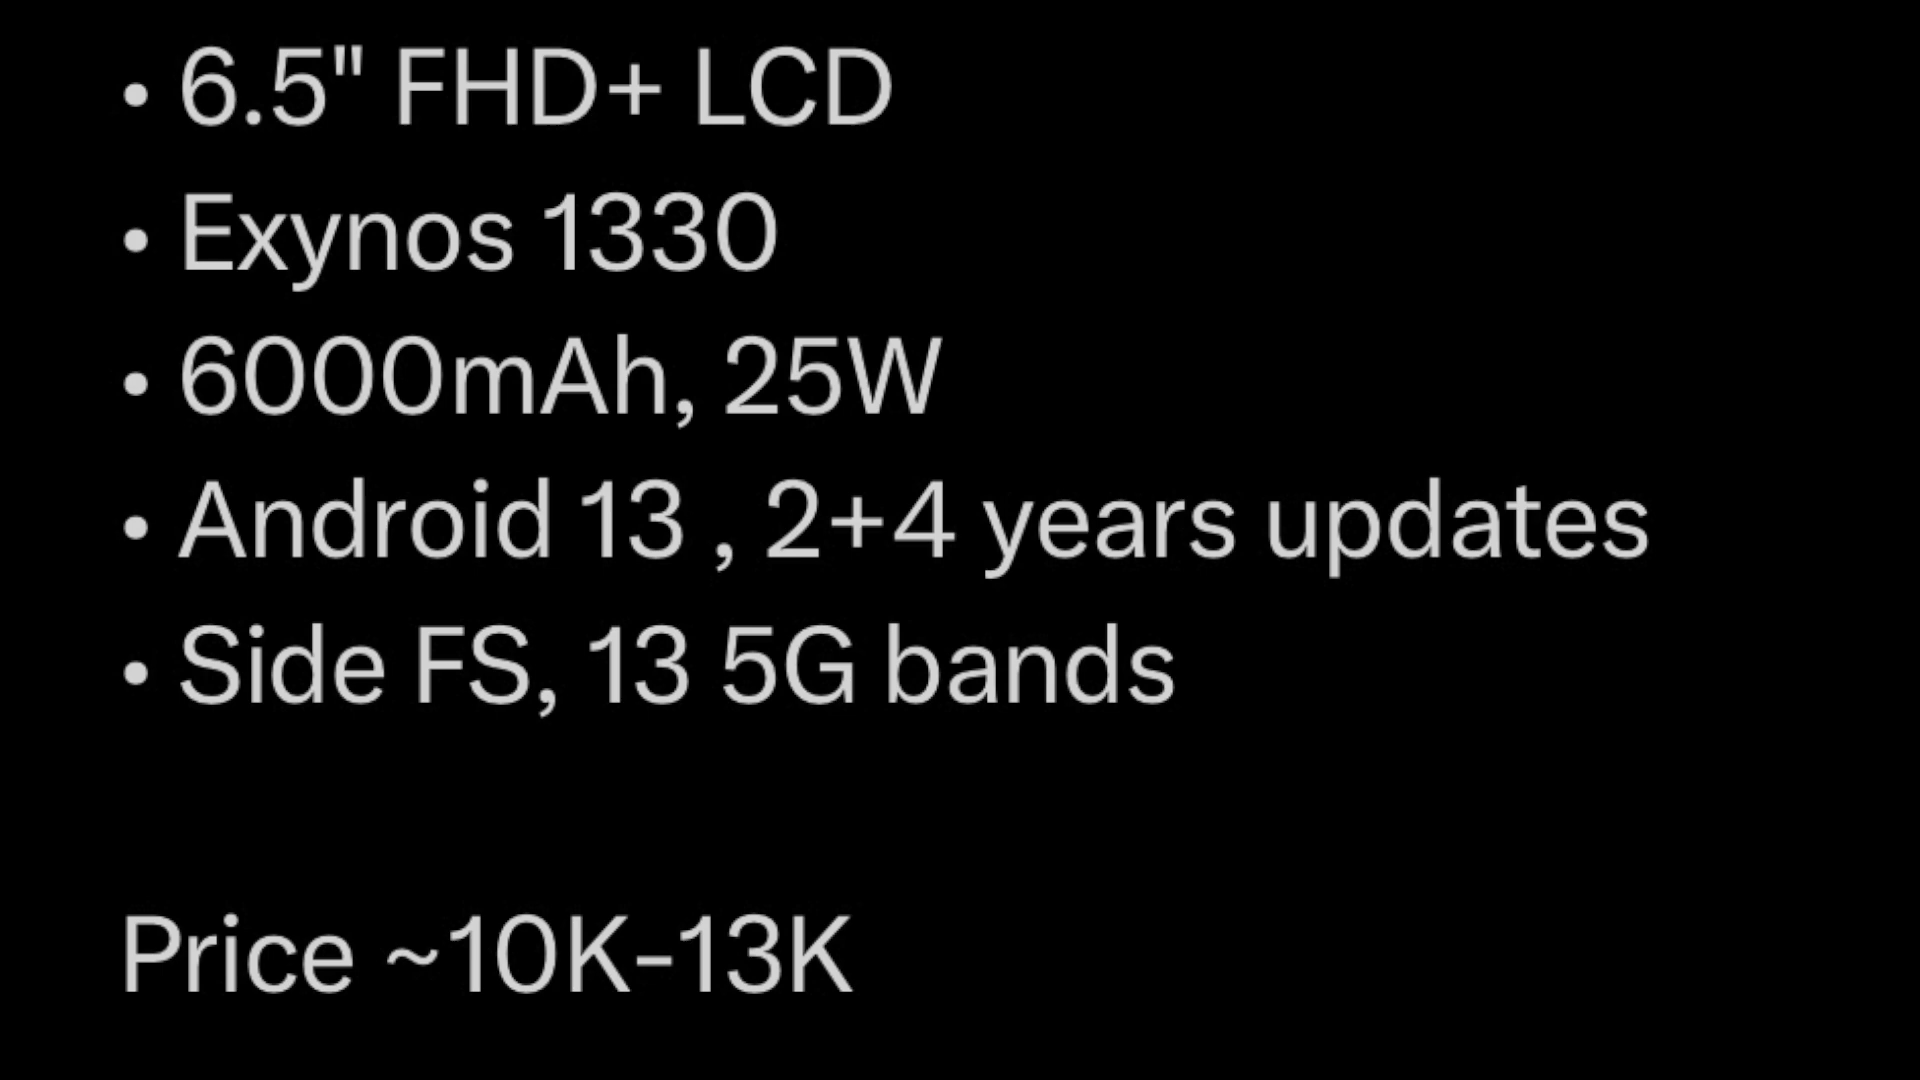 • 6.5" FHD+ LCD
• Exynos 1330
• 6000mAh, 25W
• Android 13 , 2+4 years updates
• Side FS, 13 5G bands
Price ~10K-13K